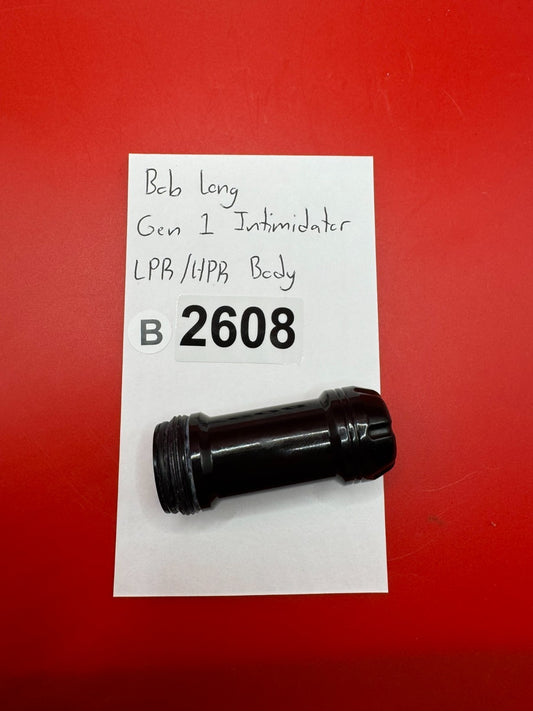 Bob Long
Gen 1 Intimidator
LPR/HPR Body
B 2608